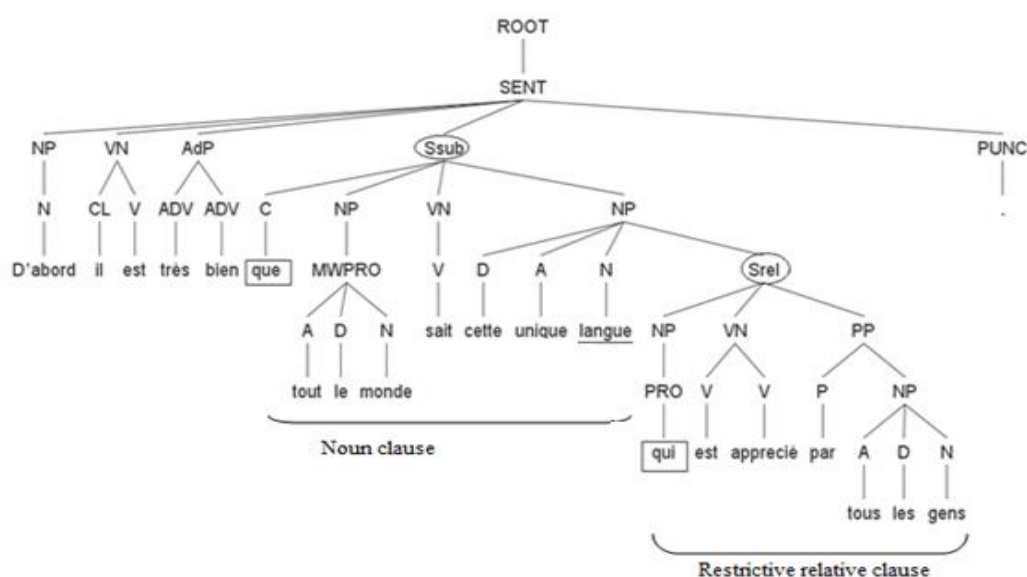 ROOT
SENT
NP VN AdP Ssub PUNC
N CL V ADV ADV C NP VN NP .
D'abord il est très bien que MWPRO V D A N Srel
A D N sait cette unique langue NP VN PP
tout le monde PRO V V P NP
Noun clause qui est apprecié par A D N
tous les gens
Restrictive relative clause